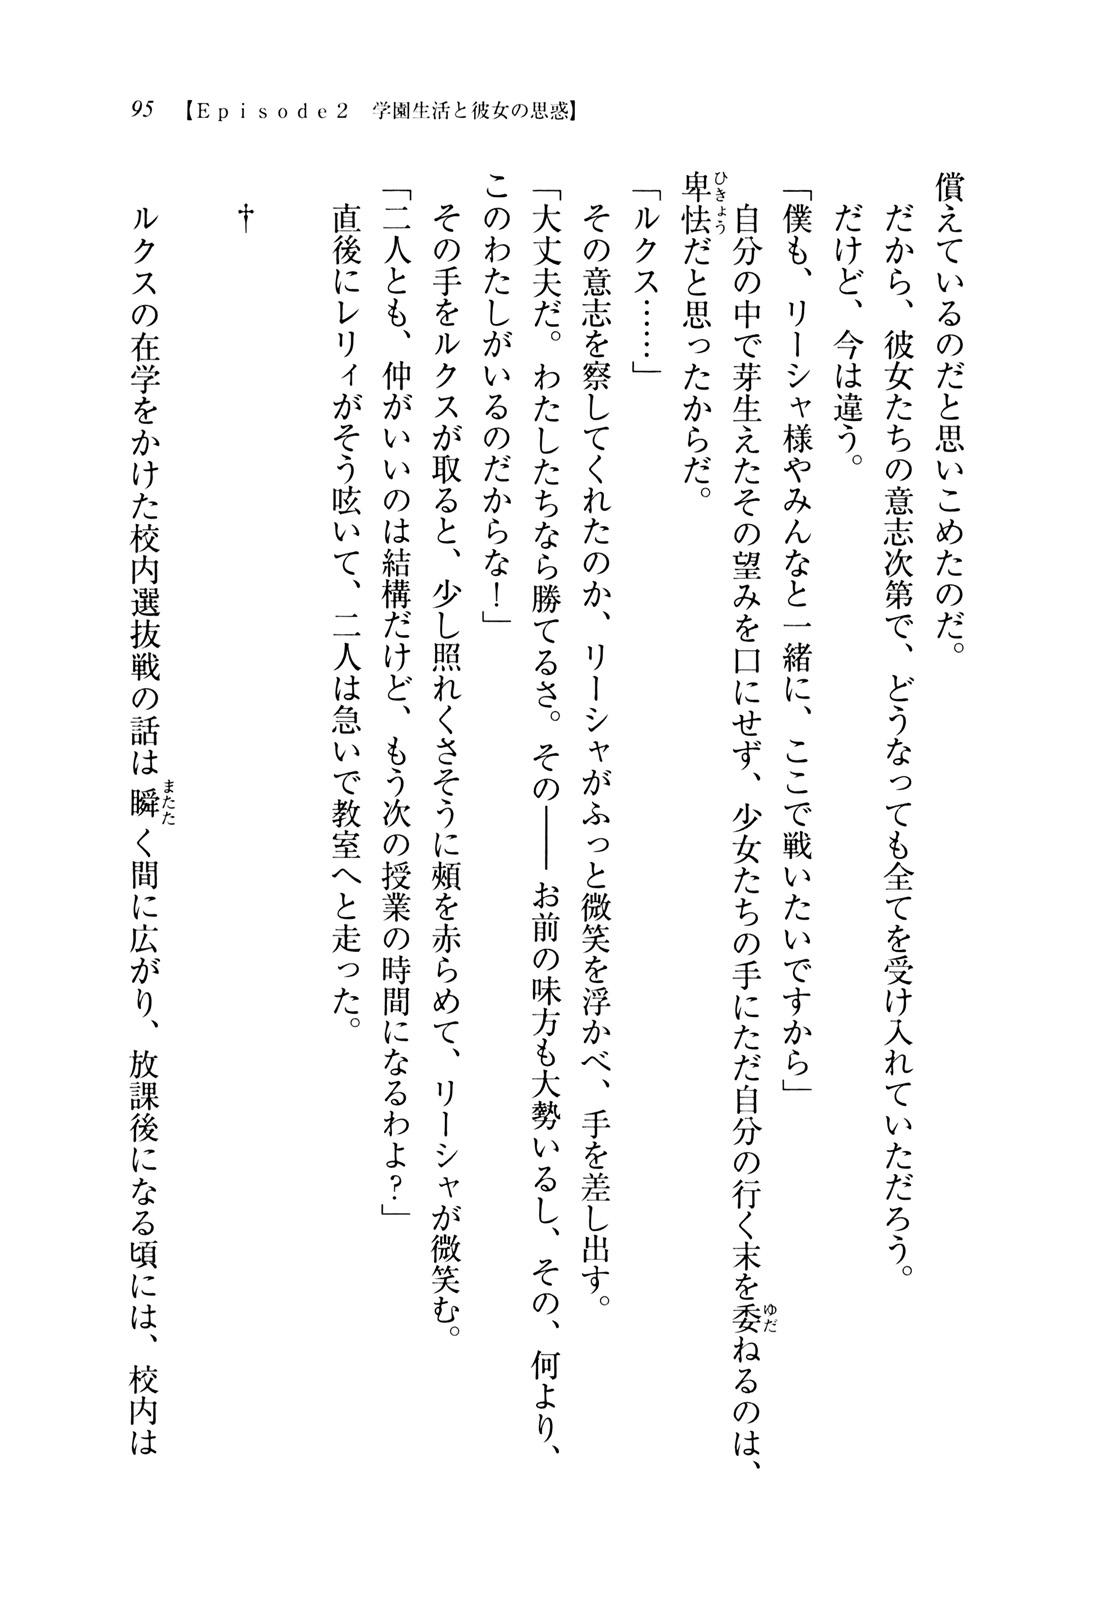 95 【Episode2　学園生活と彼女の思惑】
償えているのだと思いこめたのだ。
だから、彼女たちの意志次第で、どうなっても全てを受け入れていただろう。
だけど、今は違う。
「僕も、リーシャ様やみんなと一緒に、ここで戦いたいですから」
自分の中で芽生えたその望みを口にせず、少女たちの手にただ自分の行く末を委ねるのは、
ゆだ
卑怯だと思ったからだ。
ひきょう
「ルクス……」
その意志を察してくれたのか、リーシャがふっと微笑を浮かべ、手を差し出す。
「大丈夫だ。わたしたちなら勝てるさ。その――お前の味方も大勢いるし、その、何より、
このわたしがいるのだからな！」
その手をルクスが取ると、少し照れくさそうに頰を赤らめて、リーシャが微笑む。
「二人とも、仲がいいのは結構だけど、もう次の授業の時間になるわよ？」
直後にレリィがそう呟いて、二人は急いで教室へと走った。
†
ルクスの在学をかけた校内選抜戦の話は瞬く間に広がり、放課後になる頃には、校内は
またた